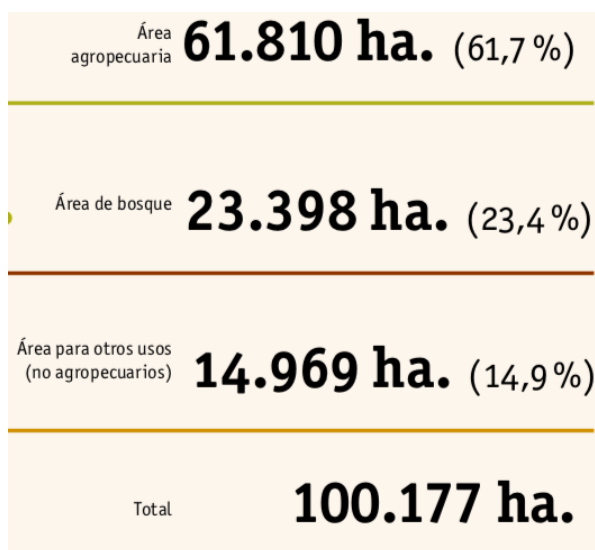 Área
agropecuaria 61.810 ha. (61,7 %)
Área de bosque 23.398 ha. (23,4 %)
Área para otros usos
(no agropecuarios) 14.969 ha. (14,9 %)
Total 100.177 ha.